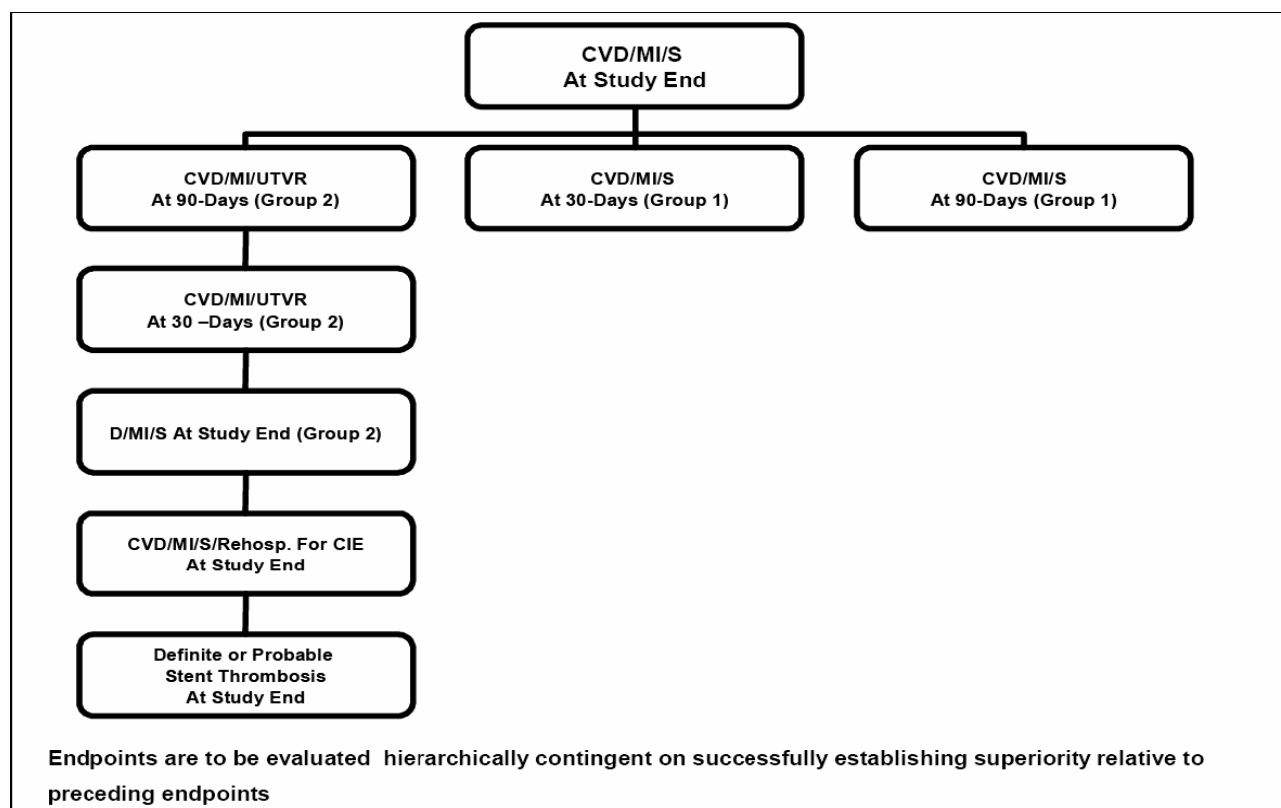 CVD/MI/S
At Study End
CVD/MI/UTVR
At 90-Days (Group 2)
CVD/MI/S
At 30-Days (Group 1)
CVD/MI/S
At 90-Days (Group 1)
CVD/MI/UTVR
At 30 –Days (Group 2)
D/MI/S At Study End (Group 2)
CVD/MI/S/Rehosp. For CIE
At Study End
Definite or Probable
Stent Thrombosis
At Study End
Endpoints are to be evaluated hierarchically contingent on successfully establishing superiority relative to
preceding endpoints